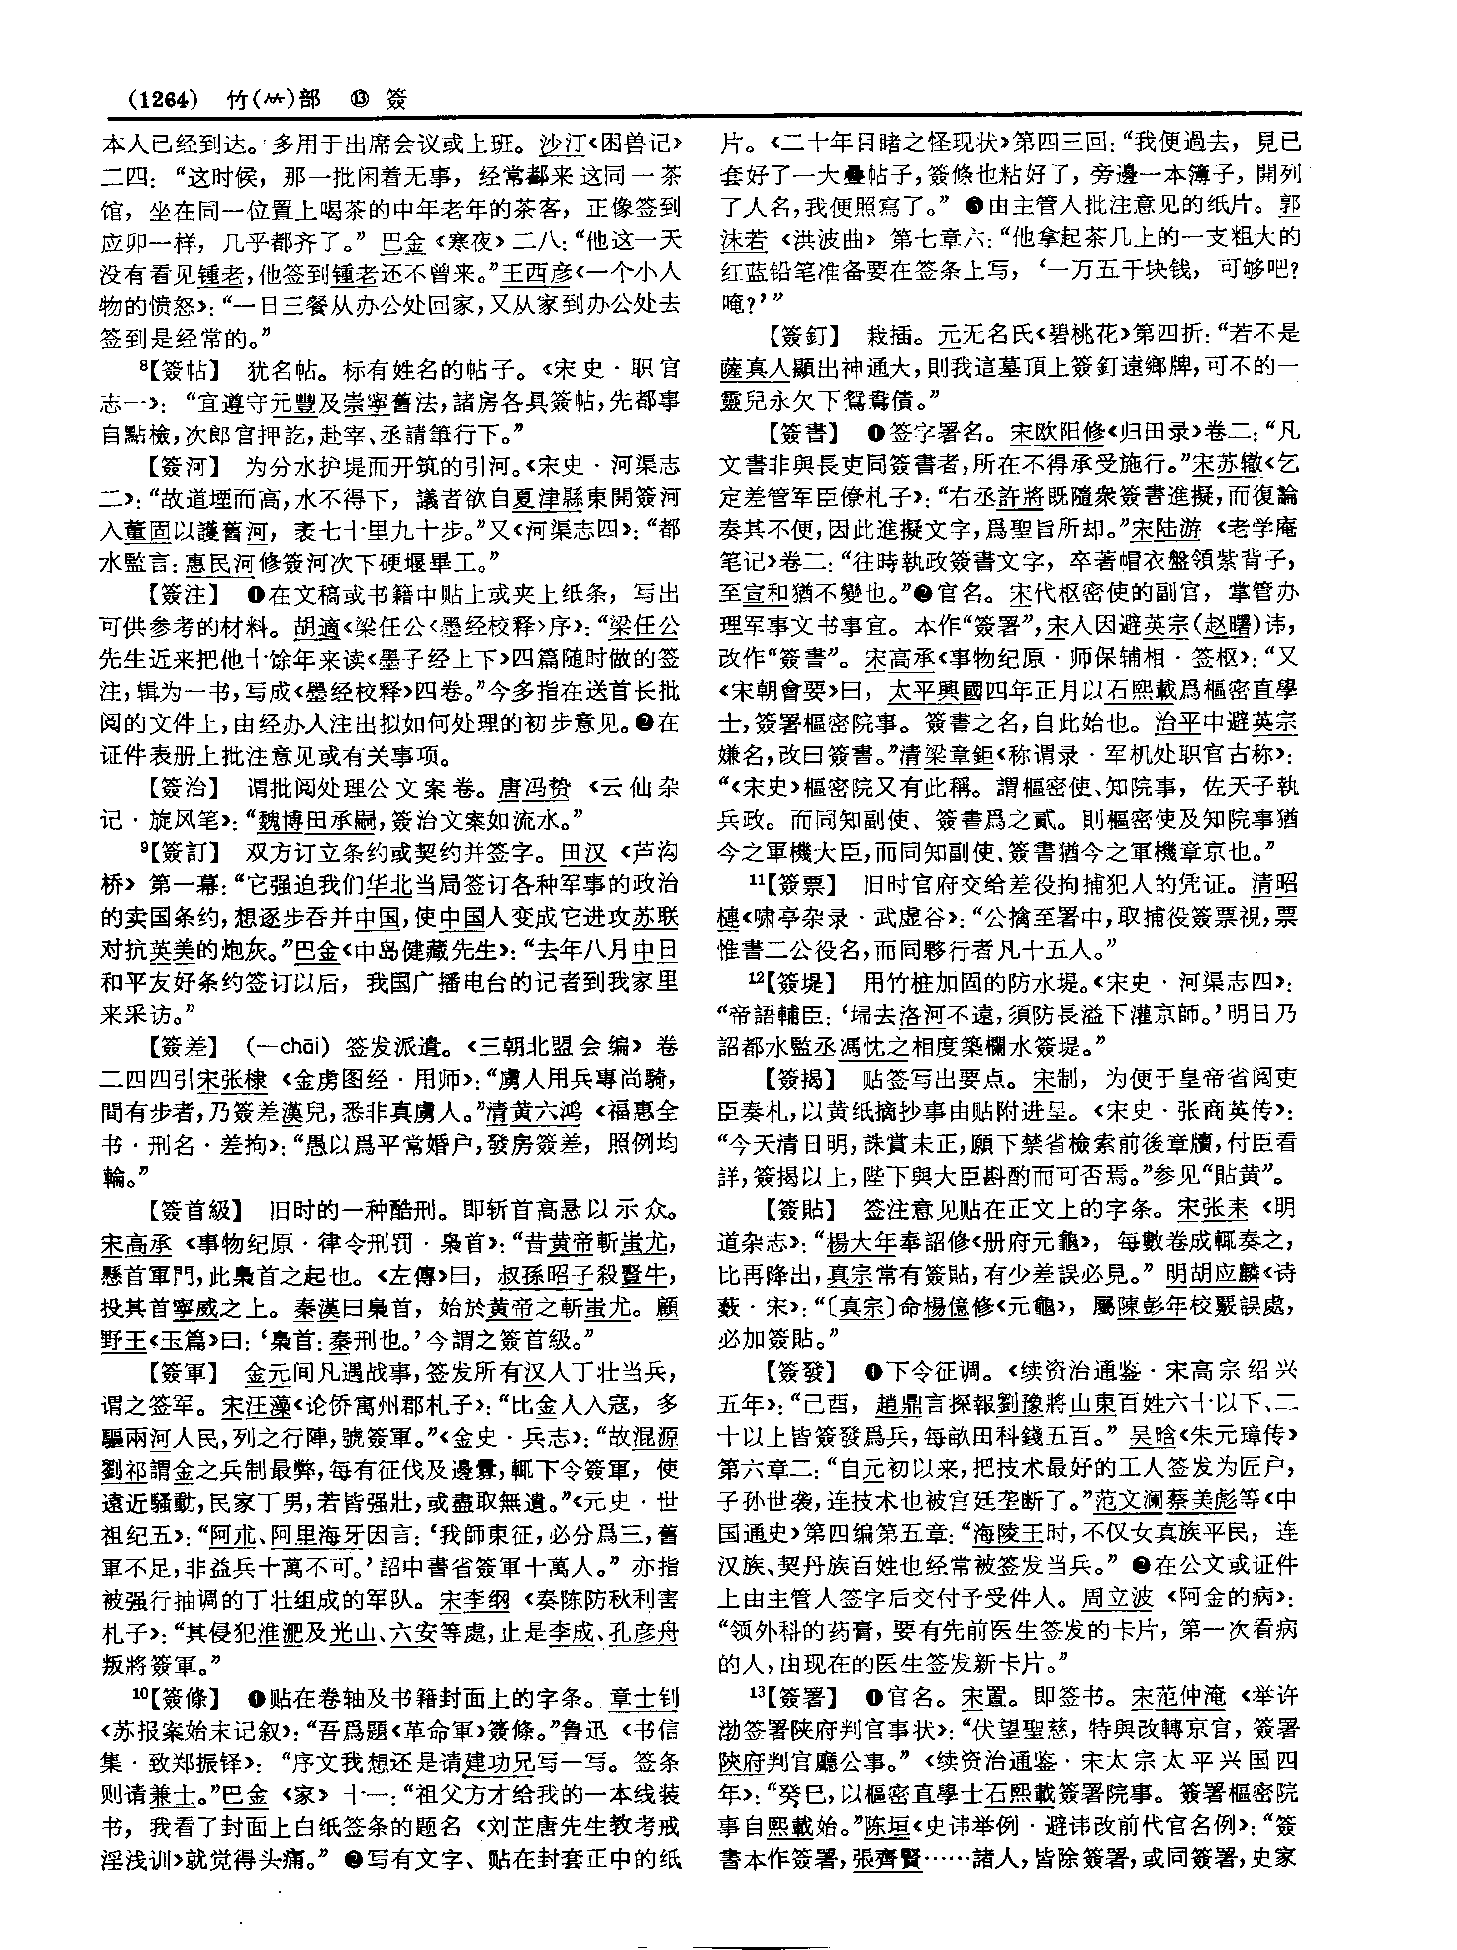 (1264) 竹(⺮)部 ⑬ 簽
本人已经到达。多用于出席会议或上班。沙汀《困兽记》
二四：“这时候，那一批闲着无事，经常都来这同一茶
馆，坐在同一位置上喝茶的中年老年的茶客，正像签到
应卯一样，几乎都齐了。”巴金《寒夜》二八：“他这一天
没有看见锺老，他签到锺老还不曾来。”王西彦《一个小人
物的愤怒》：“一日三餐从办公处回家，又从家到办公处去
签到是经常的。”
⁸【簽帖】 犹名帖。标有姓名的帖子。《宋史·职官
志一》：“宜遵守元豐及崇寧舊法，諸房各具簽帖，先都事
自點檢，次郎官押訖，赴宰、丞請筆行下。”
【簽河】 为分水护堤而开筑的引河。《宋史·河渠志
二》：“故道堙而高，水不得下，議者欲自夏津縣東開簽河
入董固以護舊河，袤七十里九十步。”又《河渠志四》：“都
水監言：惠民河修簽河次下硬堰畢工。”
【簽注】 ❶在文稿或书籍中贴上或夹上纸条，写出
可供参考的材料。胡適《梁任公〈墨经校释〉序》：“梁任公
先生近来把他十馀年来读《墨子经上下》四篇随时做的签
注，辑为一书，写成《墨经校释》四卷。”今多指在送首长批
阅的文件上，由经办人注出拟如何处理的初步意见。❷在
证件表册上批注意见或有关事项。
【簽治】 谓批阅处理公文案卷。唐冯贽《云仙杂
记·旋风笔》：“魏博田承嗣，簽治文案如流水。”
⁹【簽訂】 双方订立条约或契约并签字。田汉《芦沟
桥》第一幕：“它强迫我们华北当局签订各种军事的政治
的卖国条约，想逐步吞并中国，使中国人变成它进攻苏联
对抗英美的炮灰。”巴金《中岛健藏先生》：“去年八月中日
和平友好条约签订以后，我国广播电台的记者到我家里
来采访。”
【簽差】 （—chāi）签发派遣。《三朝北盟会编》卷
二四四引宋张棣《金虏图经·用师》：“虜人用兵專尚騎，
間有步者，乃簽差漢兒，悉非真虜人。”清黄六鸿《福惠全
书·刑名·差拘》：“愚以爲平常婚户，發房簽差，照例均
輪。”
【簽首級】 旧时的一种酷刑。即斩首高悬以示众。
宋高承《事物纪原·律令刑罚·枭首》：“昔黄帝斬蚩尤，
懸首軍門，此梟首之起也。《左傳》曰，叔孫昭子殺豎牛，
投其首寧威之上。秦漢曰梟首，始於黄帝之斬蚩尤。顧
野王《玉篇》曰：‘梟首：秦刑也。’今謂之簽首級。”
【簽軍】 金元间凡遇战事，签发所有汉人丁壮当兵，
谓之签军。宋汪藻《论侨寓州郡札子》：“比金人入寇，多
驅兩河人民，列之行陣，號簽軍。”《金史·兵志》：“故混源
劉祁謂金之兵制最弊，每有征伐及邊釁，輒下令簽軍，使
遠近騷動，民家丁男，若皆强壯，或盡取無遺。”《元史·世
祖纪五》：“阿朮、阿里海牙因言：‘我師東征，必分爲三，舊
軍不足，非益兵十萬不可。’詔中書省簽軍十萬人。”亦指
被强行抽调的丁壮组成的军队。宋李纲《奏陈防秋利害
札子》：“其侵犯淮淝及光山、六安等處，止是李成、孔彦舟
叛將簽軍。”
¹⁰【簽條】 ❶贴在卷轴及书籍封面上的字条。章士钊
《苏报案始末记叙》：“吾爲題《革命軍》簽條。”鲁迅《书信
集·致郑振铎》：“序文我想还是请建功兄写一写。签条
则请兼士。”巴金《家》十一：“祖父方才给我的一本线装
书，我看了封面上白纸签条的题名《刘芷唐先生教考戒
淫浅训》就觉得头痛。”❷写有文字、贴在封套正中的纸
片。《二十年目睹之怪现状》第四三回：“我便過去，見已
套好了一大疊帖子，簽條也粘好了，旁邊一本簿子，開列
了人名，我便照寫了。”❸由主管人批注意见的纸片。郭
沫若《洪波曲》第七章六：“他拿起茶几上的一支粗大的
红蓝铅笔准备要在签条上写，‘一万五千块钱，可够吧？
唵？’”
【簽釘】 栽插。元无名氏《碧桃花》第四折：“若不是
薩真人顯出神通大，則我這墓頂上簽釘遠鄉牌，可不的一
靈兒永欠下鴛鴦債。”
【簽書】 ❶签字署名。宋欧阳修《归田录》卷二：“凡
文書非與長吏同簽書者，所在不得承受施行。”宋苏辙《乞
定差管军臣僚札子》：“右丞許將既隨衆簽書進擬，而復論
奏其不便，因此進擬文字，爲聖旨所却。”宋陆游《老学庵
笔记》卷二：“往時執政簽書文字，卒著帽衣盤領紫背子，
至宣和猶不變也。”❷官名。宋代枢密使的副官，掌管办
理军事文书事宜。本作“簽署”，宋人因避英宗（赵曙）讳，
改作“簽書”。宋高承《事物纪原·师保辅相·签枢》：“又
《宋朝會要》曰，太平興國四年正月以石熙載爲樞密直學
士，簽署樞密院事。簽書之名，自此始也。治平中避英宗
嫌名，改曰簽書。”清梁章鉅《称谓录·军机处职官古称》：
“《宋史》樞密院又有此稱。謂樞密使、知院事，佐天子執
兵政。而同知副使、簽書爲之貳。則樞密使及知院事猶
今之軍機大臣，而同知副使、簽書猶今之軍機章京也。”
¹¹【簽票】 旧时官府交给差役拘捕犯人的凭证。清昭
槤《啸亭杂录·武虚谷》：“公擒至署中，取捕役簽票視，票
惟書二公役名，而同夥行者凡十五人。”
¹²【簽堤】 用竹桩加固的防水堤。《宋史·河渠志四》：
“帝語輔臣：‘埽去洛河不遠，須防長溢下灌京師。’明日乃
詔都水監丞馮忱之相度築欄水簽堤。”
【簽揭】 贴签写出要点。宋制，为便于皇帝省阅吏
臣奏札，以黄纸摘抄事由贴附进呈。《宋史·张商英传》：
“今天清日明，誅賞未正，願下禁省檢索前後章牘，付臣看
詳，簽揭以上，陛下與大臣斟酌而可否焉。”参见“貼黄”。
【簽貼】 签注意见贴在正文上的字条。宋张耒《明
道杂志》：“楊大年奉詔修《册府元龜》，每數卷成輒奏之，
比再降出，真宗常有簽貼，有少差誤必見。”明胡应麟《诗
薮·宋》：“〔真宗〕命楊億修《元龜》，屬陳彭年校覈誤處，
必加簽貼。”
【簽發】 ❶下令征调。《续资治通鉴·宋高宗绍兴
五年》：“己酉，趙鼎言探報劉豫將山東百姓六十以下、二
十以上皆簽發爲兵，每畝田科錢五百。”吴晗《朱元璋传》
第六章二：“自元初以来，把技术最好的工人签发为匠户，
子孙世袭，连技术也被宫廷垄断了。”范文澜蔡美彪等《中
国通史》第四编第五章：“海陵王时，不仅女真族平民，连
汉族、契丹族百姓也经常被签发当兵。”❷在公文或证件
上由主管人签字后交付予受件人。周立波《阿金的病》：
“领外科的药膏，要有先前医生签发的卡片，第一次看病
的人，由现在的医生签发新卡片。”
¹³【簽署】 ❶官名。宋置。即签书。宋范仲淹《举许
渤签署陕府判官事状》：“伏望聖慈，特與改轉京官，簽署
陝府判官廳公事。”《续资治通鉴·宋太宗太平兴国四
年》：“癸巳，以樞密直學士石熙載簽署院事。簽署樞密院
事自熙載始。”陈垣《史讳举例·避讳改前代官名例》：“簽
書本作簽署，張齊賢……諸人，皆除簽署，或同簽署，史家